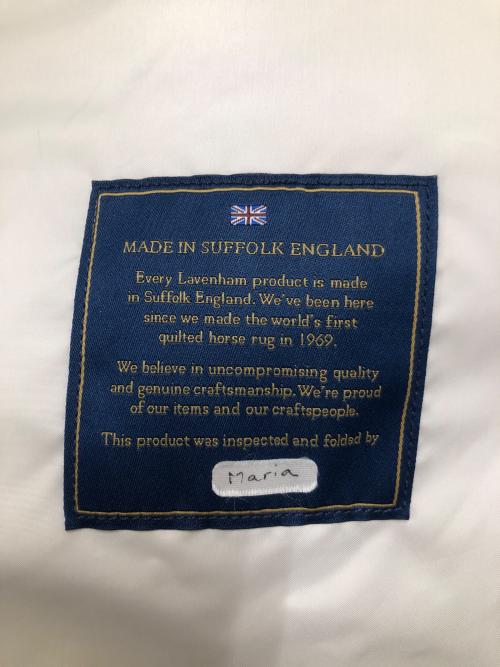 MADE IN SUFFOLK ENGLAND
Every Lavenham product is made
in Suffolk England. We've been here
since we made the world's first
quilted horse rug in 1969.
We believe in uncompromising quality
and genuine craftsmanship. We're proud
of our items and our craftspeople.
This product was inspected and folded by
Maria